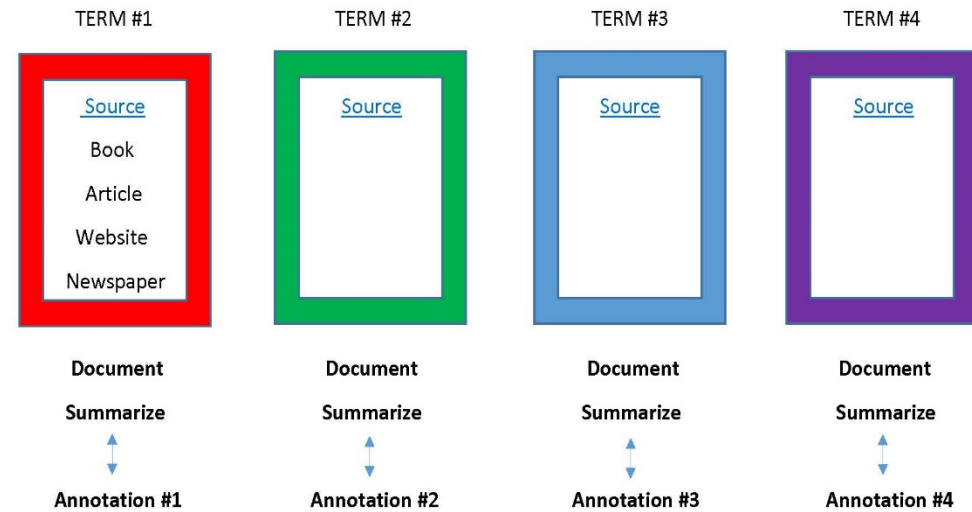 TERM #1 TERM #2 TERM #3 TERM #4
Source Source Source Source
Book
Article
Website
Newspaper
Document Document Document Document
Summarize Summarize Summarize Summarize
Annotation #1 Annotation #2 Annotation #3 Annotation #4